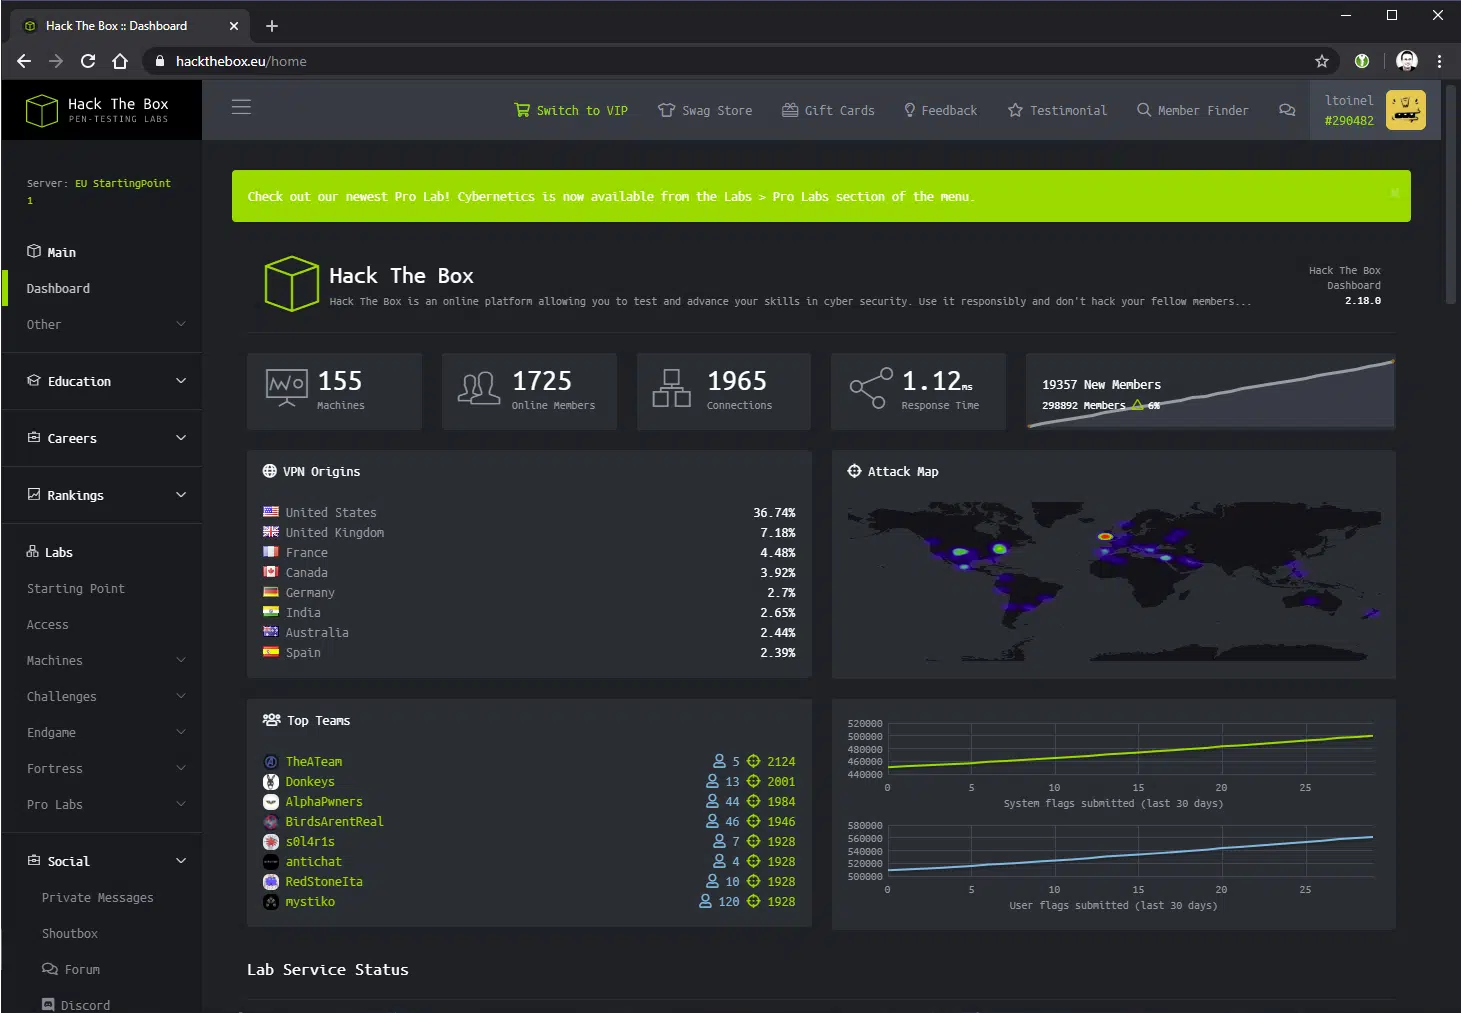 Hack The Box :: Dashboard
hackthebox.eu/home
Hack The Box
PEN-TESTING LABS
Switch to VIP
Swag Store
Gift Cards
Feedback
Testimonial
Member Finder
ltoinel
#290482
Server: EU StartingPoint
1
Main
Dashboard
Other
Education
Careers
Rankings
Labs
Starting Point
Access
Machines
Challenges
Endgame
Fortress
Pro Labs
Social
Private Messages
Shoutbox
Forum
Discord
Check out our newest Pro Lab! Cybernetics is now available from the Labs > Pro Labs section of the menu.
Hack The Box
Hack The Box is an online platform allowing you to test and advance your skills in cyber security. Use it responsibly and don't hack your fellow members...
Hack The Box
Dashboard
2.18.0
155
Machines
1725
Online Members
1965
Connections
1.12ms
Response Time
19357 New Members
298892 Members 6%
VPN Origins
United States 36.74%
United Kingdom 7.18%
France 4.48%
Canada 3.92%
Germany 2.7%
India 2.65%
Australia 2.44%
Spain 2.39%
Attack Map
Top Teams
TheATeam 5 2124
Donkeys 13 2001
AlphaPwners 44 1984
BirdsArentReal 46 1946
s0l4r1s 7 1928
antichat 4 1928
RedStoneIta 10 1928
mystiko 120 1928
520000
500000
480000
460000
440000
0 5 10 15 20 25
System flags submitted (last 30 days)
580000
560000
540000
520000
500000
0 5 10 15 20 25
User flags submitted (last 30 days)
Lab Service Status